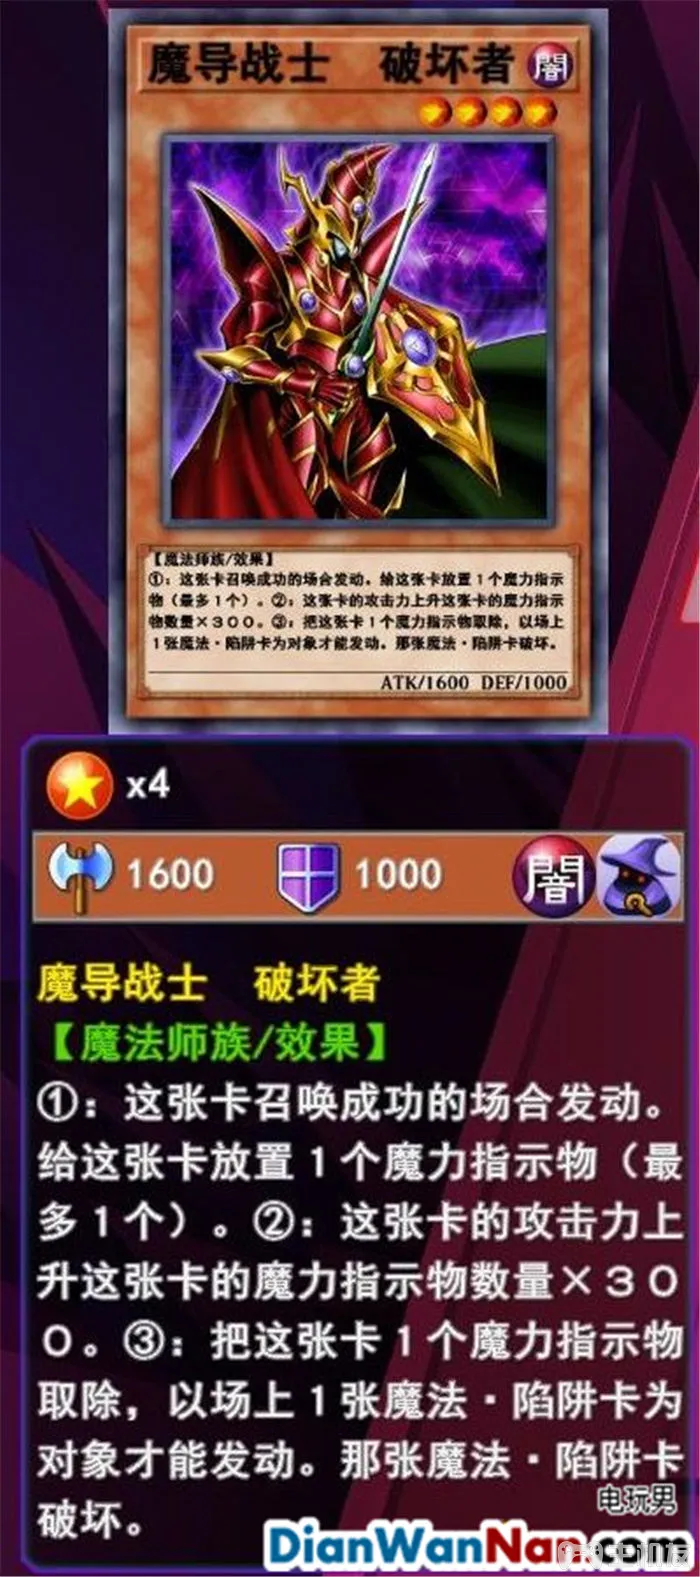 魔导战士　破坏者 闇
【魔法师族/效果】
①：这张卡召唤成功的场合发动。给这张卡放置１个魔力指示
物（最多１个）。②：这张卡的攻击力上升这张卡的魔力指示
物数量×３００。③：把这张卡１个魔力指示物取除，以场上
１张魔法·陷阱卡为对象才能发动。那张魔法·陷阱卡破坏。
ATK/1600 DEF/1000
x4
1600 1000 闇
魔导战士　破坏者
【魔法师族/效果】
①：这张卡召唤成功的场合发动。
给这张卡放置１个魔力指示物（最
多１个）。②：这张卡的攻击力上
升这张卡的魔力指示物数量×３０
０。③：把这张卡１个魔力指示物
取除，以场上１张魔法·陷阱卡为
对象才能发动。那张魔法·陷阱卡
破坏。
电玩男
DianWanNan.com